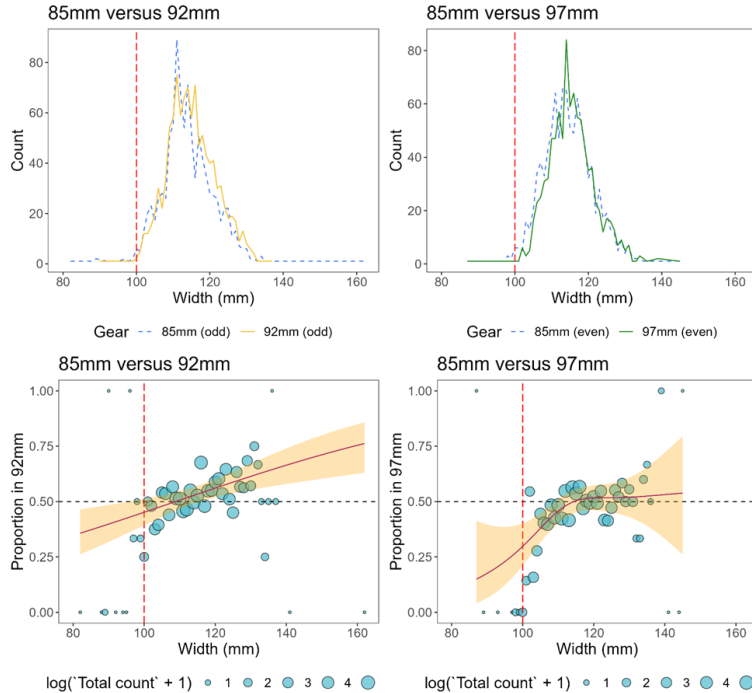 85mm versus 92mm
85mm versus 97mm
Count
80
60
40
20
0
80
100
120
140
160
Width (mm)
Count
80
60
40
20
0
80
100
120
140
160
Width (mm)
Gear 85mm (odd) 92mm (odd)
Gear 85mm (even) 97mm (even)
85mm versus 92mm
85mm versus 97mm
Proportion in 92mm
1.00
0.75
0.50
0.25
0.00
80
100
120
140
160
Width (mm)
Proportion in 97mm
1.00
0.75
0.50
0.25
0.00
80
100
120
140
160
Width (mm)
log(`Total count` + 1) 1 2 3 4
log(`Total count` + 1) 1 2 3 4